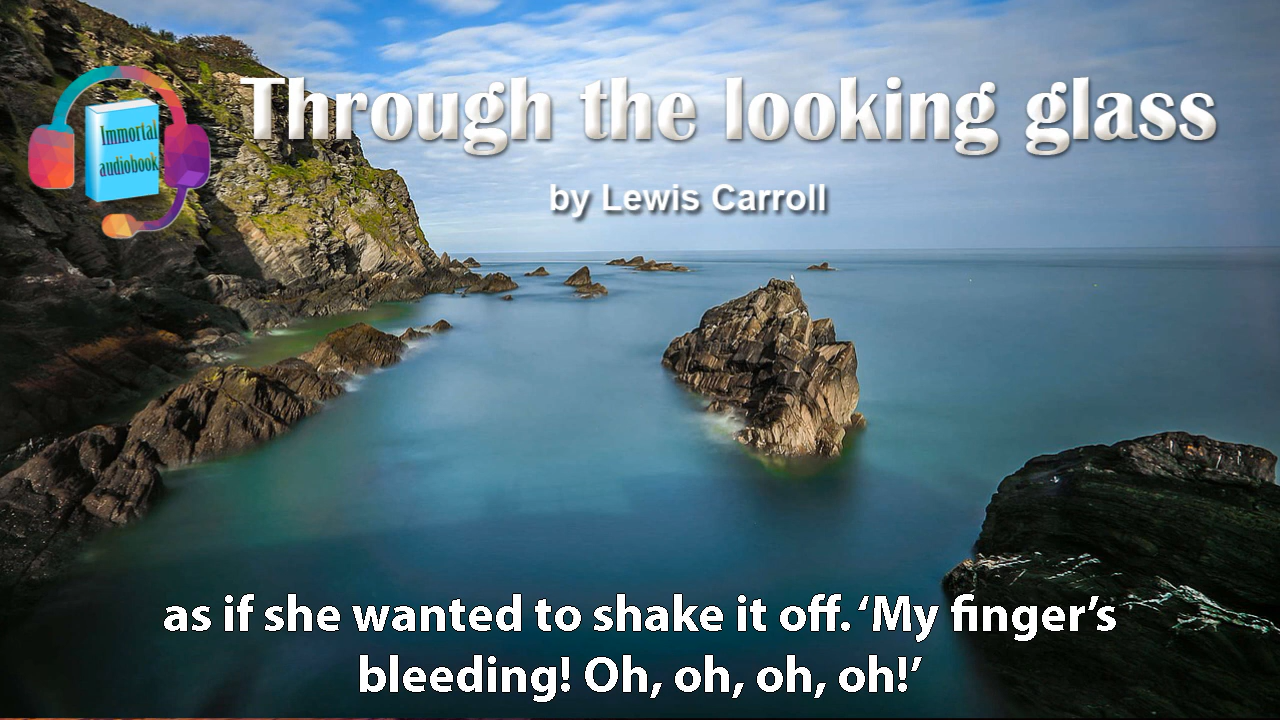 Immortal
audiobook
Through the looking glass
by Lewis Carroll
as if she wanted to shake it off. ‘My finger’s
bleeding! Oh, oh, oh, oh!’